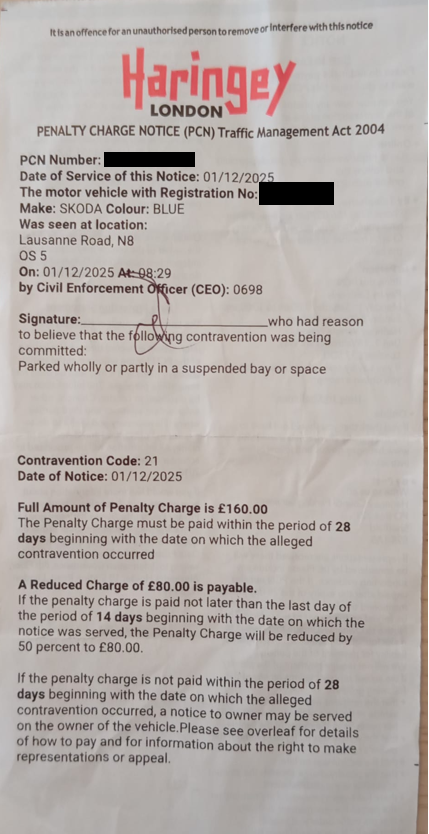 It is an offence for an unauthorised person to remove or interfere with this notice
Haringey
LONDON
PENALTY CHARGE NOTICE (PCN) Traffic Management Act 2004
PCN Number:
Date of Service of this Notice: 01/12/2025
The motor vehicle with Registration No:
Make: SKODA Colour: BLUE
Was seen at location:
Lausanne Road, N8
OS 5
On: 01/12/2025 At: 08:29
by Civil Enforcement Officer (CEO): 0698
Signature:______________________who had reason
to believe that the following contravention was being
committed:
Parked wholly or partly in a suspended bay or space
Contravention Code: 21
Date of Notice: 01/12/2025
Full Amount of Penalty Charge is £160.00
The Penalty Charge must be paid within the period of 28
days beginning with the date on which the alleged
contravention occurred
A Reduced Charge of £80.00 is payable.
If the penalty charge is paid not later than the last day of
the period of 14 days beginning with the date on which the
notice was served, the Penalty Charge will be reduced by
50 percent to £80.00.
If the penalty charge is not paid within the period of 28
days beginning with the date on which the alleged
contravention occurred, a notice to owner may be served
on the owner of the vehicle.Please see overleaf for details
of how to pay and for information about the right to make
representations or appeal.